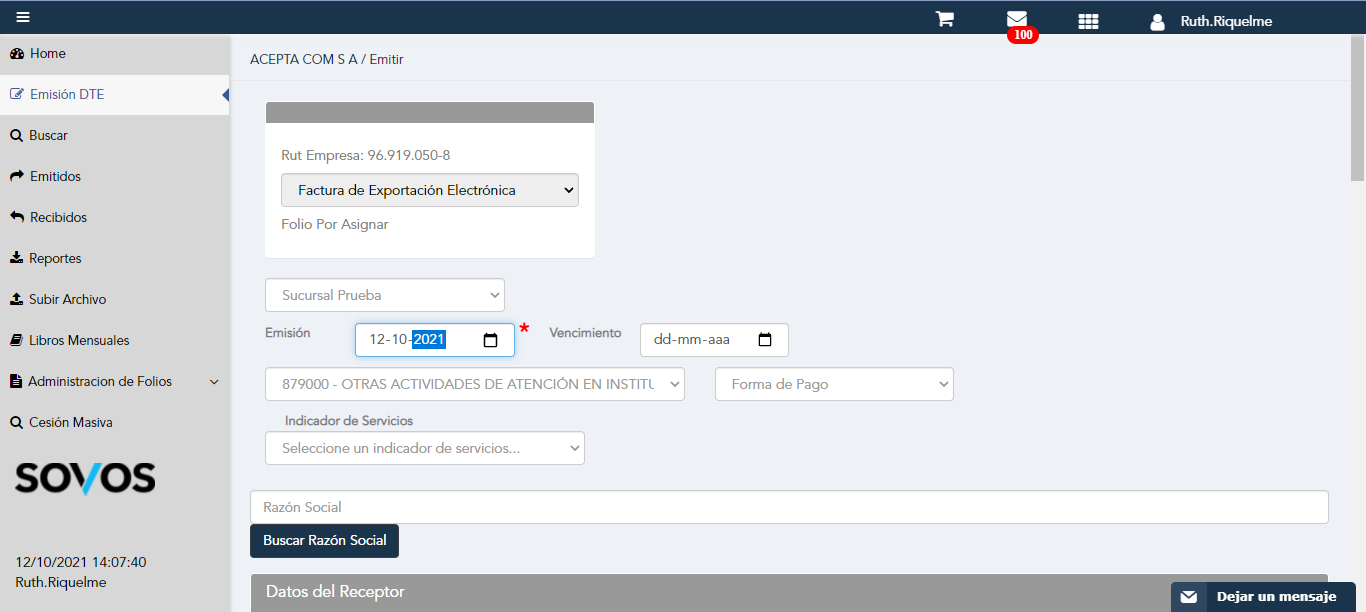 Ruth.Riquelme
100
Home
Emisión DTE
Buscar
Emitidos
Recibidos
Reportes
Subir Archivo
Libros Mensuales
Administracion de Folios
Cesión Masiva
SOVOS
12/10/2021 14:07:40
Ruth.Riquelme
ACEPTA COM S A / Emitir
Rut Empresa: 96.919.050-8
Factura de Exportación Electrónica
Folio Por Asignar
Sucursal Prueba
Emisión 12-10-2021 * Vencimiento dd-mm-aaa
879000 - OTRAS ACTIVIDADES DE ATENCIÓN EN INSTITU Forma de Pago
Indicador de Servicios
Seleccione un indicador de servicios...
Razón Social
Buscar Razón Social
Datos del Receptor
Dejar un mensaje